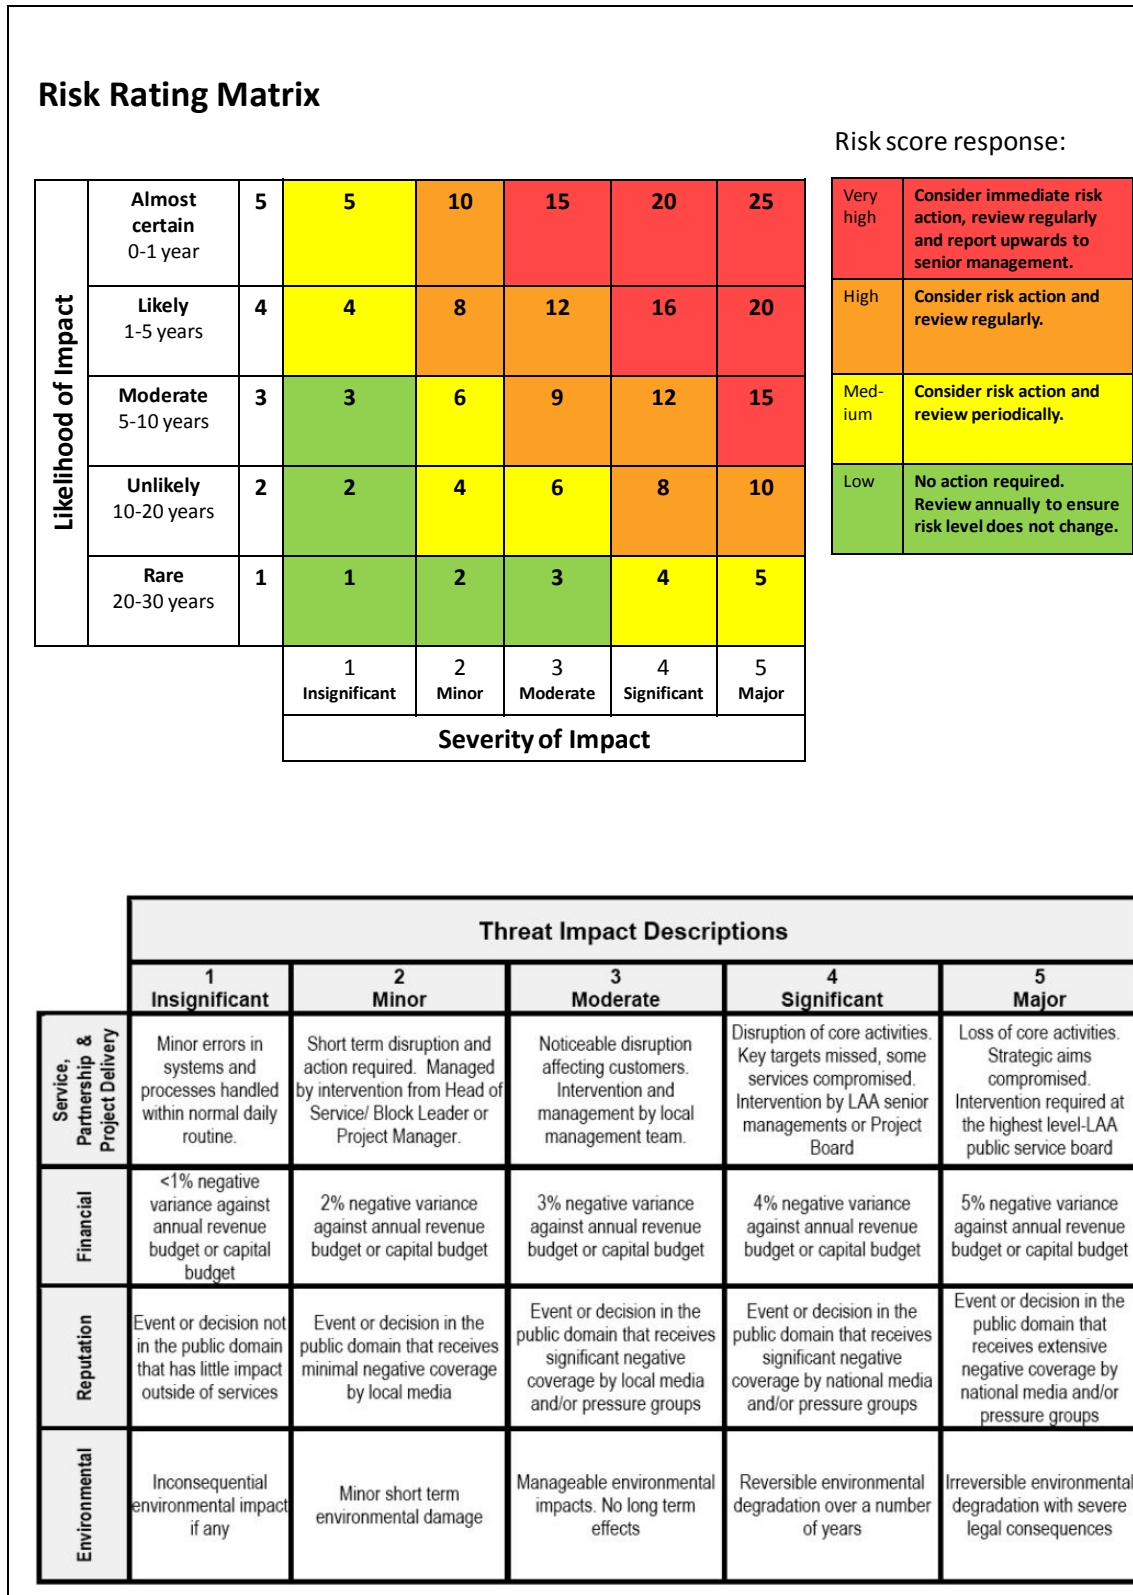 Risk Rating Matrix
Risk score response:
Likelihood of Impact
Almost
certain
0-1 year
5
5
10
15
20
25
Likely
1-5 years
4
4
8
12
16
20
Moderate
5-10 years
3
3
6
9
12
15
Unlikely
10-20 years
2
2
4
6
8
10
Rare
20-30 years
1
1
2
3
4
5
1
Insignificant
2
Minor
3
Moderate
4
Significant
5
Major
Severity of Impact
Very
high
Consider immediate risk
action, review regularly
and report upwards to
senior management.
High
Consider risk action and
review regularly.
Med-
ium
Consider risk action and
review periodically.
Low
No action required.
Review annually to ensure
risk level does not change.
Threat Impact Descriptions
1
Insignificant
2
Minor
3
Moderate
4
Significant
5
Major
Service,
Partnership &
Project Delivery
Minor errors in
systems and
processes handled
within normal daily
routine.
Short term disruption and
action required. Managed
by intervention from Head of
Service/ Block Leader or
Project Manager.
Noticeable disruption
affecting customers.
Intervention and
management by local
management team.
Disruption of core activities.
Key targets missed, some
services compromised.
Intervention by LAA senior
managements or Project
Board
Loss of core activities.
Strategic aims
compromised.
Intervention required at
the highest level-LAA
public service board
Financial
<1% negative
variance against
annual revenue
budget or capital
budget
2% negative variance
against annual revenue
budget or capital budget
3% negative variance
against annual revenue
budget or capital budget
4% negative variance
against annual revenue
budget or capital budget
5% negative variance
against annual revenue
budget or capital budget
Reputation
Event or decision not
in the public domain
that has little impact
outside of services
Event or decision in the
public domain that receives
minimal negative coverage
by local media
Event or decision in the
public domain that receives
significant negative
coverage by local media
and/or pressure groups
Event or decision in the
public domain that receives
significant negative
coverage by national media
and/or pressure groups
Event or decision in the
public domain that
receives extensive
negative coverage by
national media and/or
pressure groups
Environmental
Inconsequential
environmental impact
if any
Minor short term
environmental damage
Manageable environmental
impacts. No long term
effects
Reversible environmental
degradation over a number
of years
Irreversible environmental
degradation with severe
legal consequences